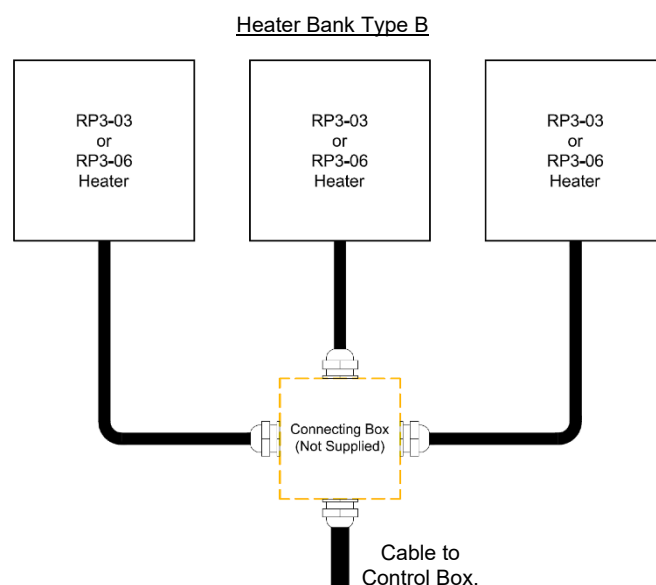 Heater Bank Type B
RP3-03
or
RP3-06
Heater
RP3-03
or
RP3-06
Heater
RP3-03
or
RP3-06
Heater
Connecting Box
(Not Supplied)
Cable to
Control Box.